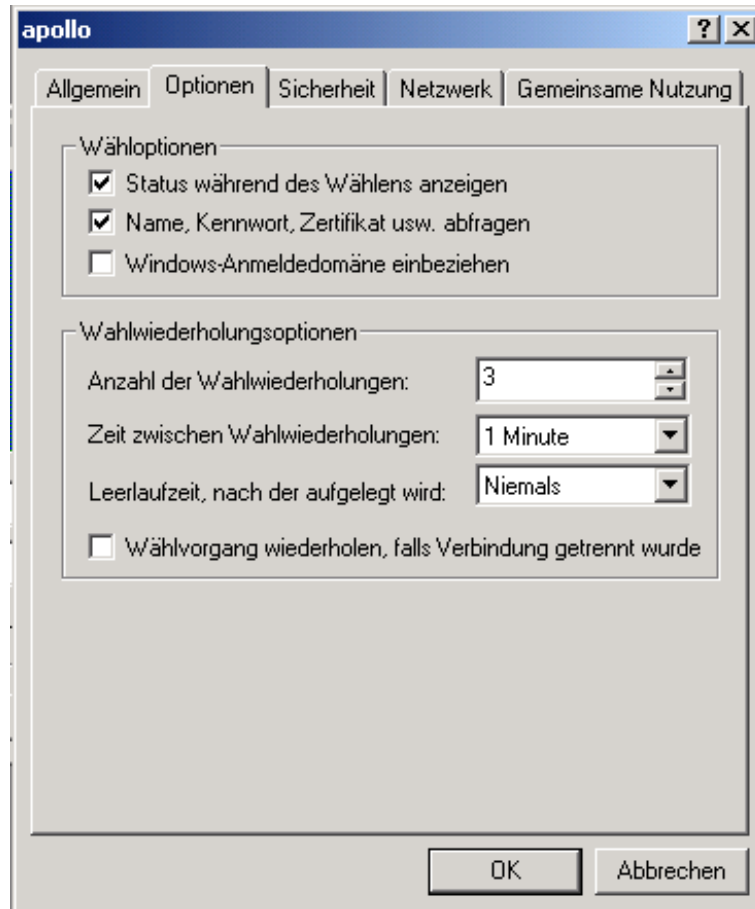 apollo
Allgemein Optionen Sicherheit Netzwerk Gemeinsame Nutzung
Wähloptionen
Status während des Wählens anzeigen
Name, Kennwort, Zertifikat usw. abfragen
Windows-Anmeldedomäne einbeziehen
Wahlwiederholungsoptionen
Anzahl der Wahlwiederholungen: 3
Zeit zwischen Wahlwiederholungen: 1 Minute
Leerlaufzeit, nach der aufgelegt wird: Niemals
Wählvorgang wiederholen, falls Verbindung getrennt wurde
OK Abbrechen